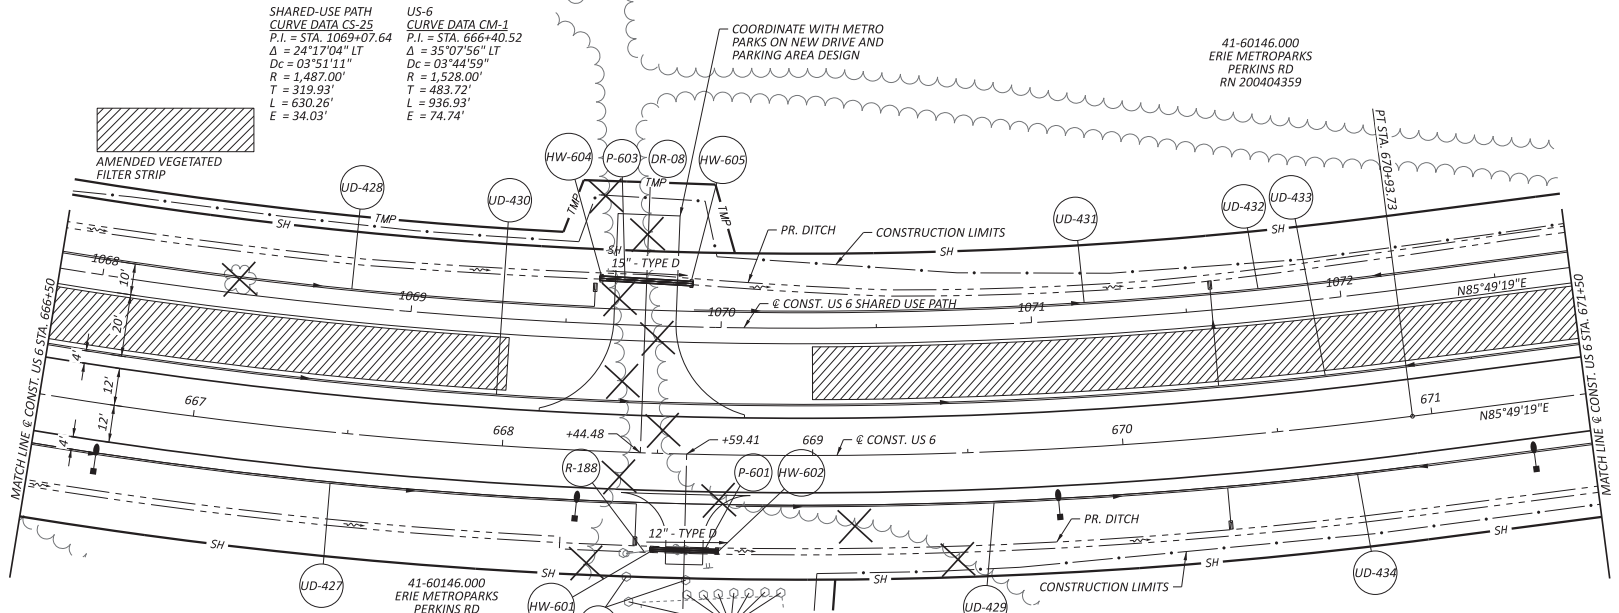 SHARED-USE PATH
CURVE DATA CS-25
P.I. = STA. 1069+07.64
Δ = 24°17'04" LT
Dc = 03°51'11"
R = 1,487.00'
T = 319.93'
L = 630.26'
E = 34.03'
US-6
CURVE DATA CM-1
P.I. = STA. 666+40.52
Δ = 35°07'56" LT
Dc = 03°44'59"
R = 1,528.00'
T = 483.72'
L = 936.93'
E = 74.74'
COORDINATE WITH METRO
PARKS ON NEW DRIVE AND
PARKING AREA DESIGN
41-60146.000
ERIE METROPARKS
PERKINS RD
RN 200404359
PT STA. 670+93.73
AMENDED VEGETATED
FILTER STRIP
HW-604
P-603
DR-08
HW-605
UD-428
UD-430
UD-431
UD-432
UD-433
TMP
TMP
TMP
TMP
SH
SH
SH
SH
PR. DITCH
CONSTRUCTION LIMITS
15" - TYPE D
1068
1069
1070
1071
1072
℄ CONST. US 6 SHARED USE PATH
N85°49'19"E
10'
20'
4'
12'
12'
4'
MATCH LINE ℄ CONST. US 6 STA. 666+50
MATCH LINE ℄ CONST. US 6 STA. 671+50
667
668
+44.48
+59.41
669
℄ CONST. US 6
670
671
N85°49'19"E
R-188
P-601
HW-602
12" - TYPE D
PR. DITCH
SH
SH
SH
SH
SH
CONSTRUCTION LIMITS
UD-427
41-60146.000
ERIE METROPARKS
PERKINS RD
HW-601
UD-429
UD-434